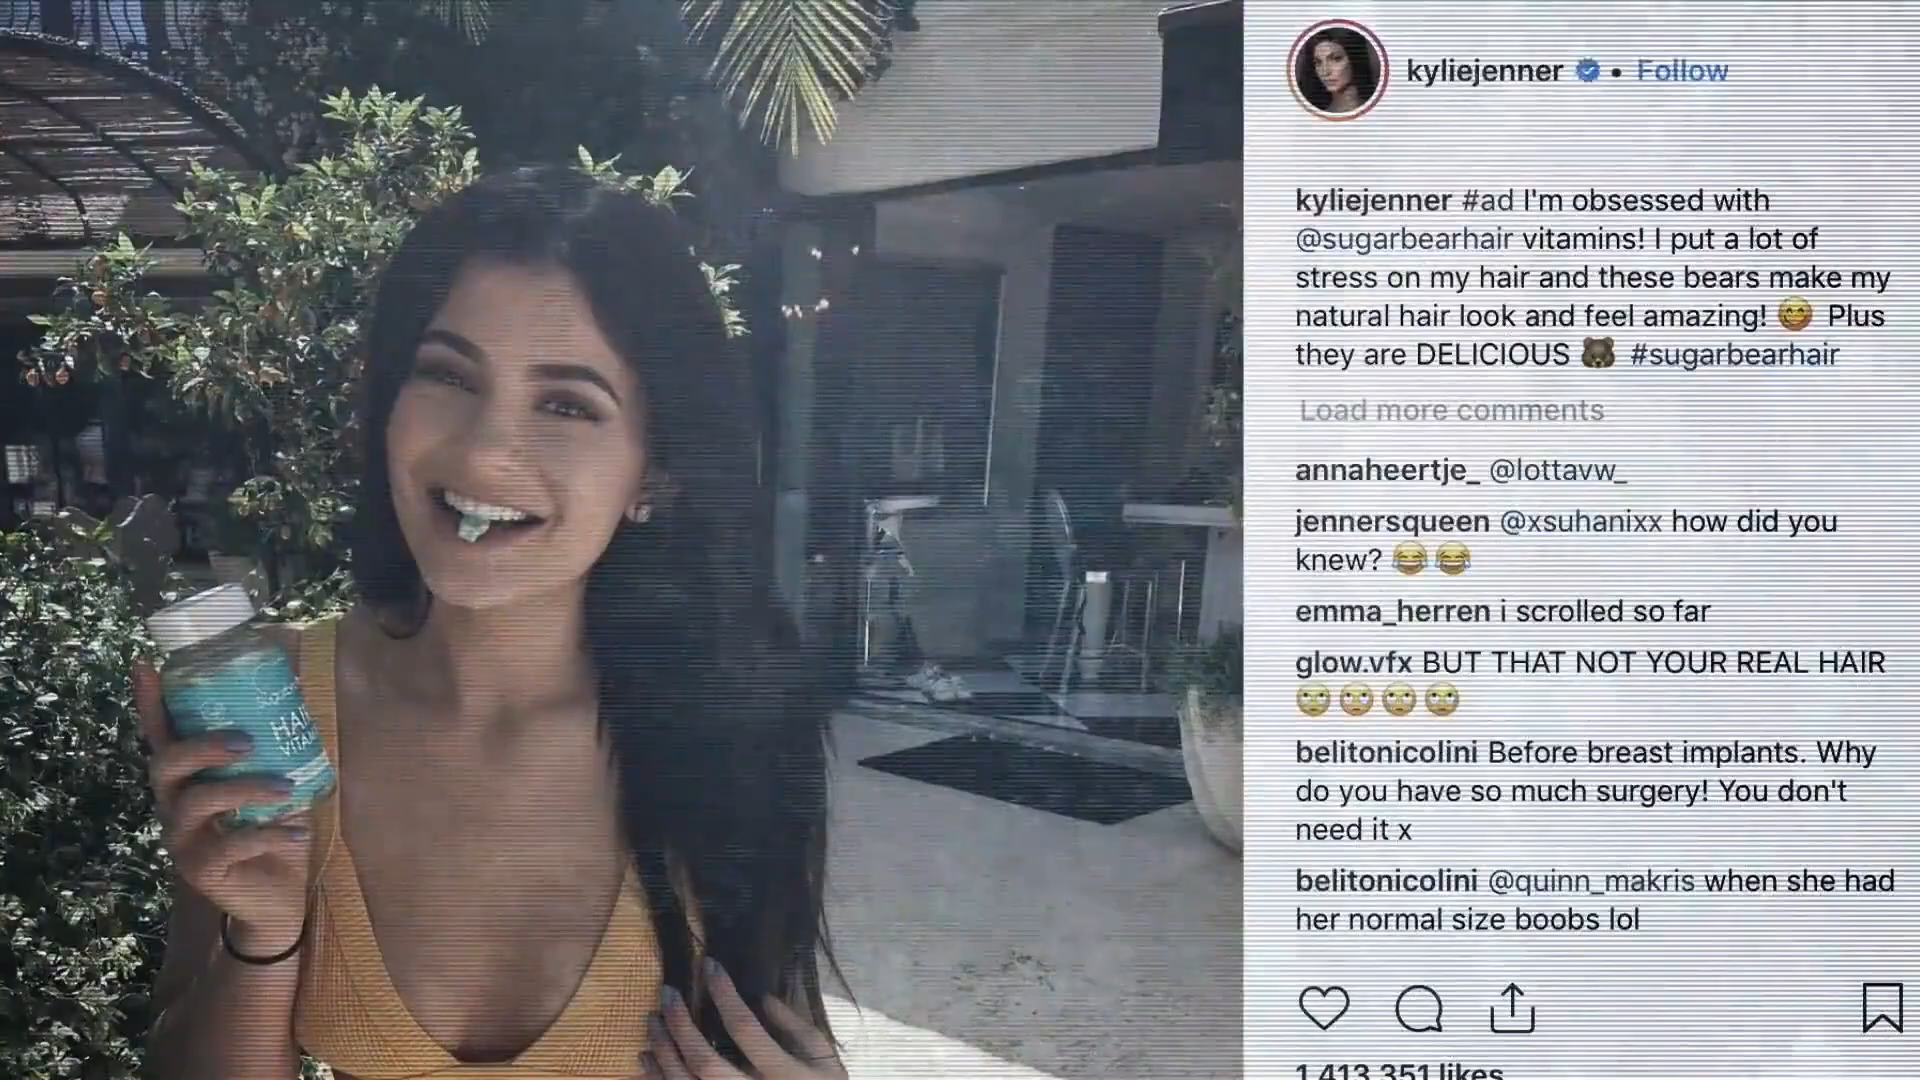 kyliejenner • Follow
kyliejenner #ad I'm obsessed with
@sugarbearhair vitamins! I put a lot of
stress on my hair and these bears make my
natural hair look and feel amazing! 😊 Plus
they are DELICIOUS 🐻 #sugarbearhair
Load more comments
annaheertje_ @lottavw_
jennersqueen @xsuhanixx how did you
knew? 😂😂
emma_herren i scrolled so far
glow.vfx BUT THAT NOT YOUR REAL HAIR
🙄🙄🙄🙄
belitonicolini Before breast implants. Why
do you have so much surgery! You don't
need it x
belitonicolini @quinn_makris when she had
her normal size boobs lol
1,413,351 likes